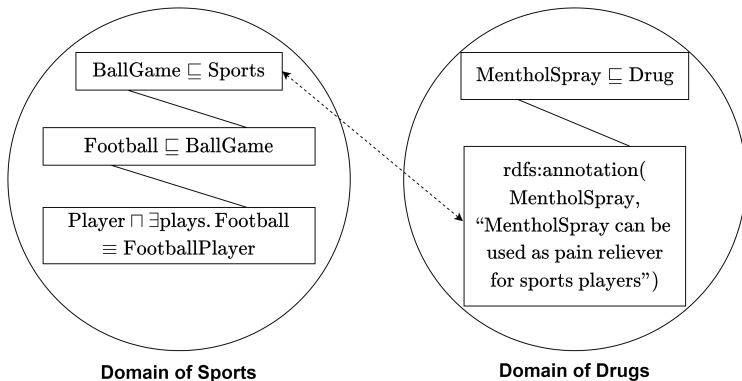 BallGame ⊑ Sports
Football ⊑ BallGame
Player ⊓ ∃plays. Football
≡ FootballPlayer
Domain of Sports
MentholSpray ⊑ Drug
rdfs:annotation(
MentholSpray,
“MentholSpray can be
used as pain reliever
for sports players”)
Domain of Drugs